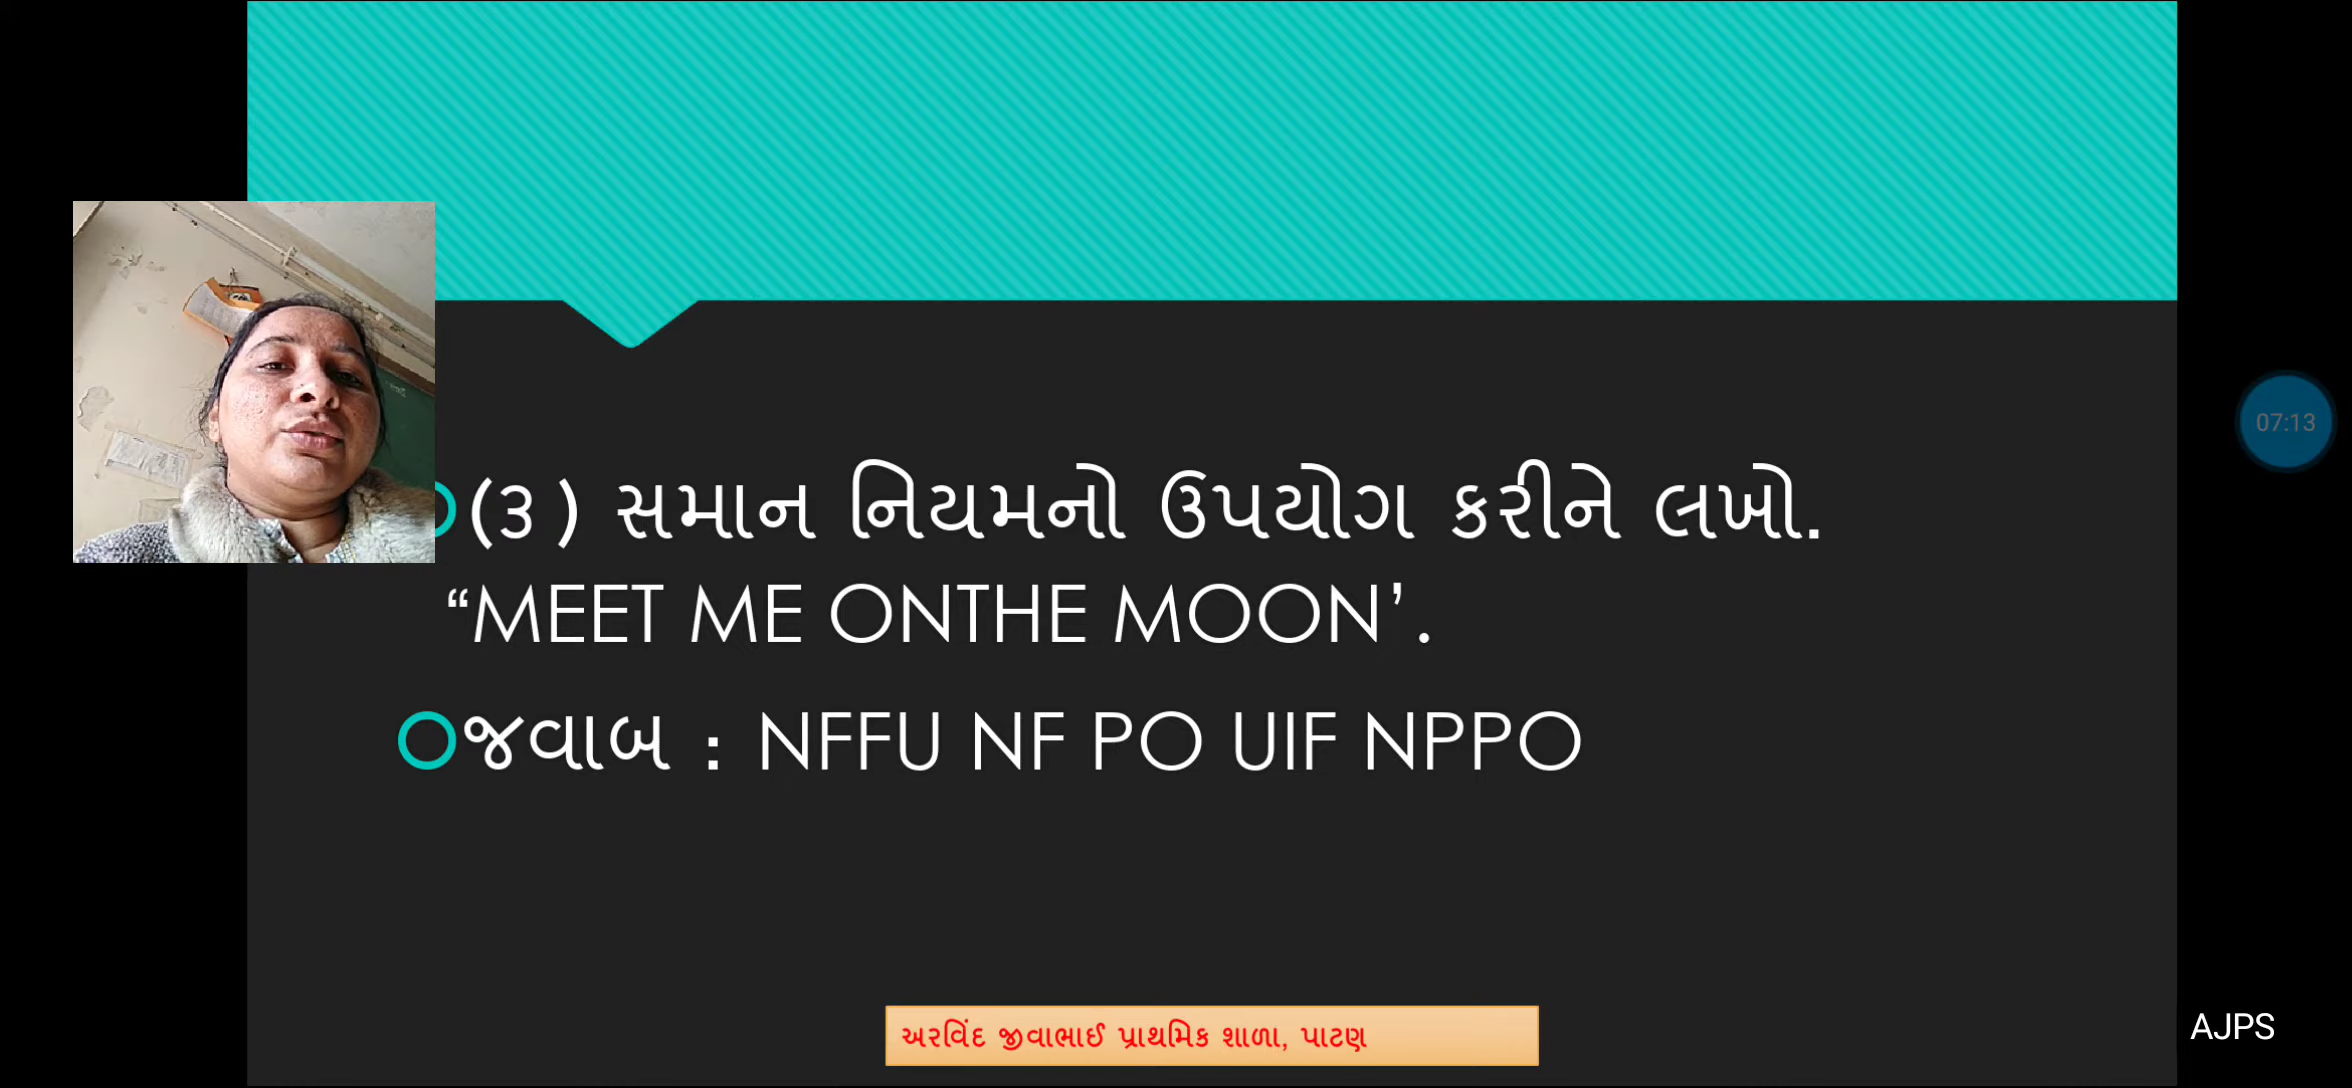 (૩) સમાન નિયમનો ઉપયોગ કરીને લખો.
“MEET ME ONTHE MOON’.
જવાબ : NFFU NF PO UIF NPPO
07:13
અરવિંદ જીવાભાઈ પ્રાથમિક શાળા, પાટણ
AJPS